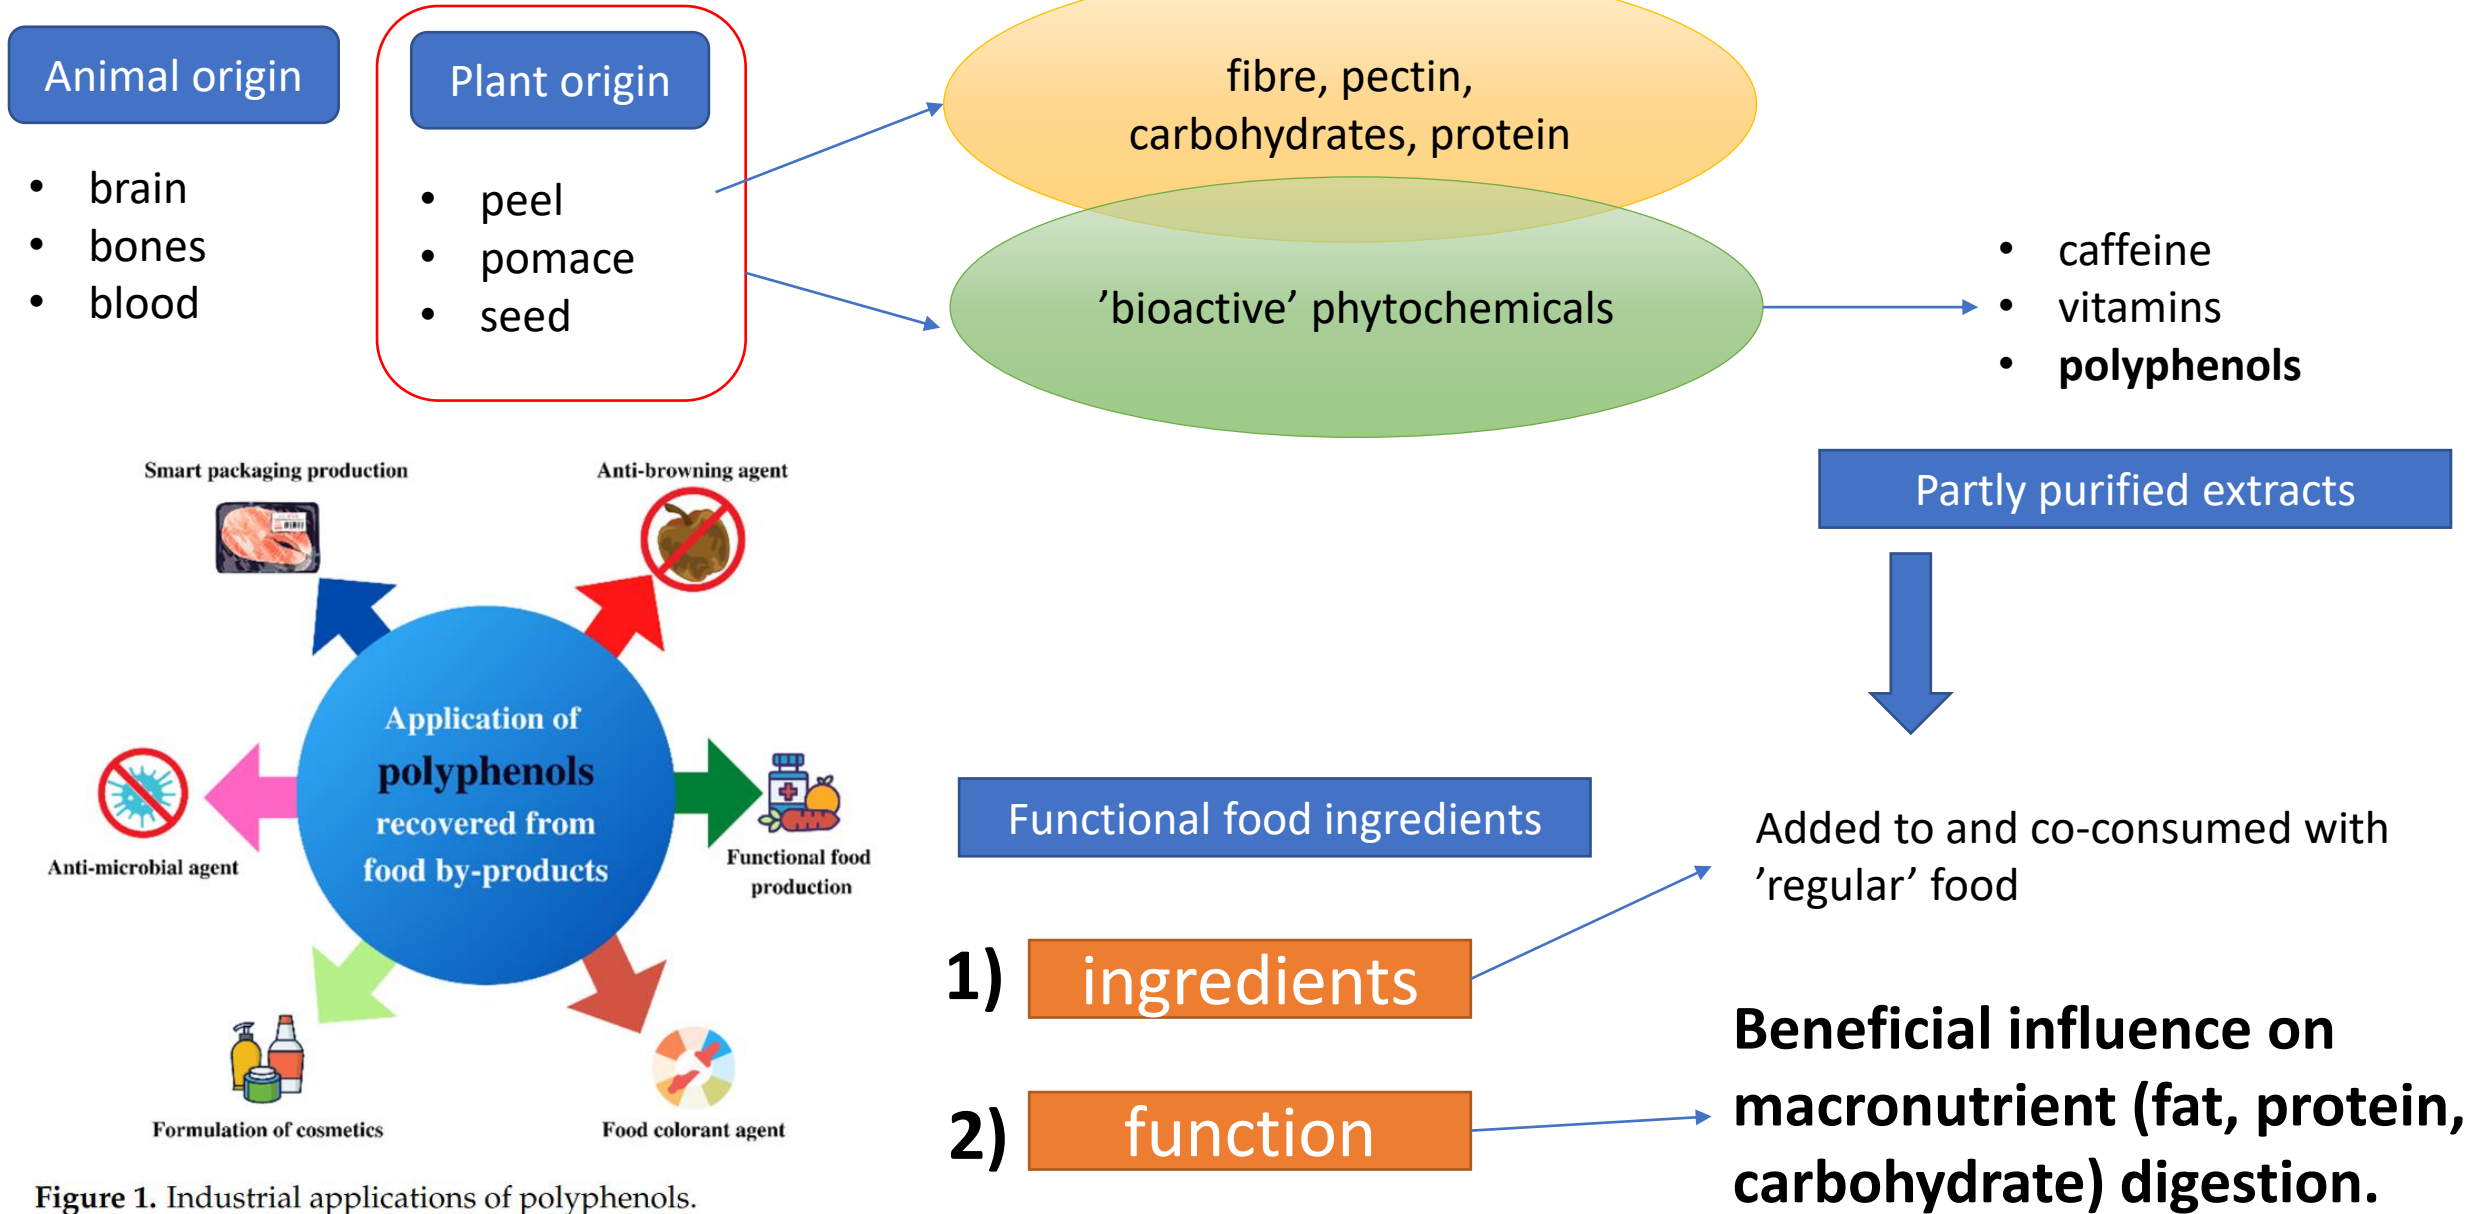 Animal origin
• brain
• bones
• blood
Plant origin
• peel
• pomace
• seed
fibre, pectin,
carbohydrates, protein
’bioactive’ phytochemicals
• caffeine
• vitamins
• polyphenols
Smart packaging production
Anti-browning agent
Application of
polyphenols
recovered from
food by-products
Anti-microbial agent
Functional food
production
Formulation of cosmetics
Food colorant agent
Figure 1. Industrial applications of polyphenols.
Partly purified extracts
Functional food ingredients
Added to and co-consumed with
’regular’ food
1) ingredients
2) function
Beneficial influence on
macronutrient (fat, protein,
carbohydrate) digestion.